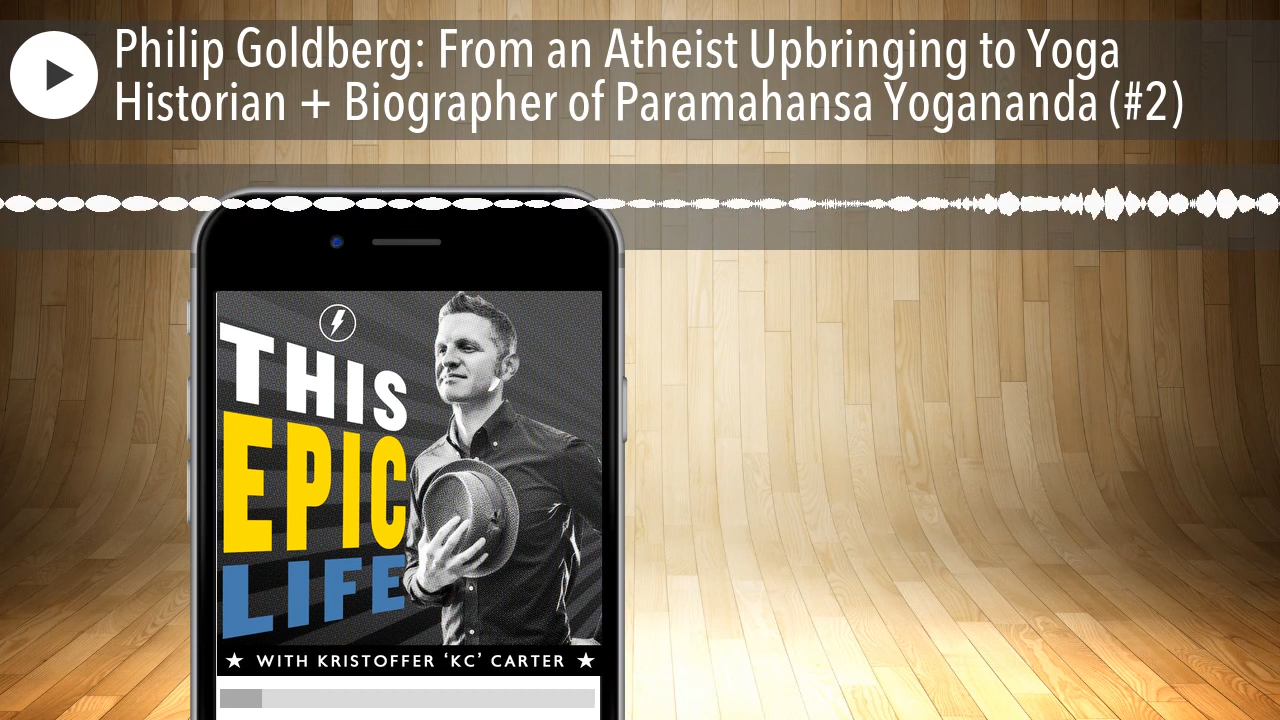 Philip Goldberg: From an Atheist Upbringing to Yoga
Historian + Biographer of Paramahansa Yogananda (#2)
THIS
EPIC
LIFE
★ WITH KRISTOFFER ‘KC’ CARTER ★